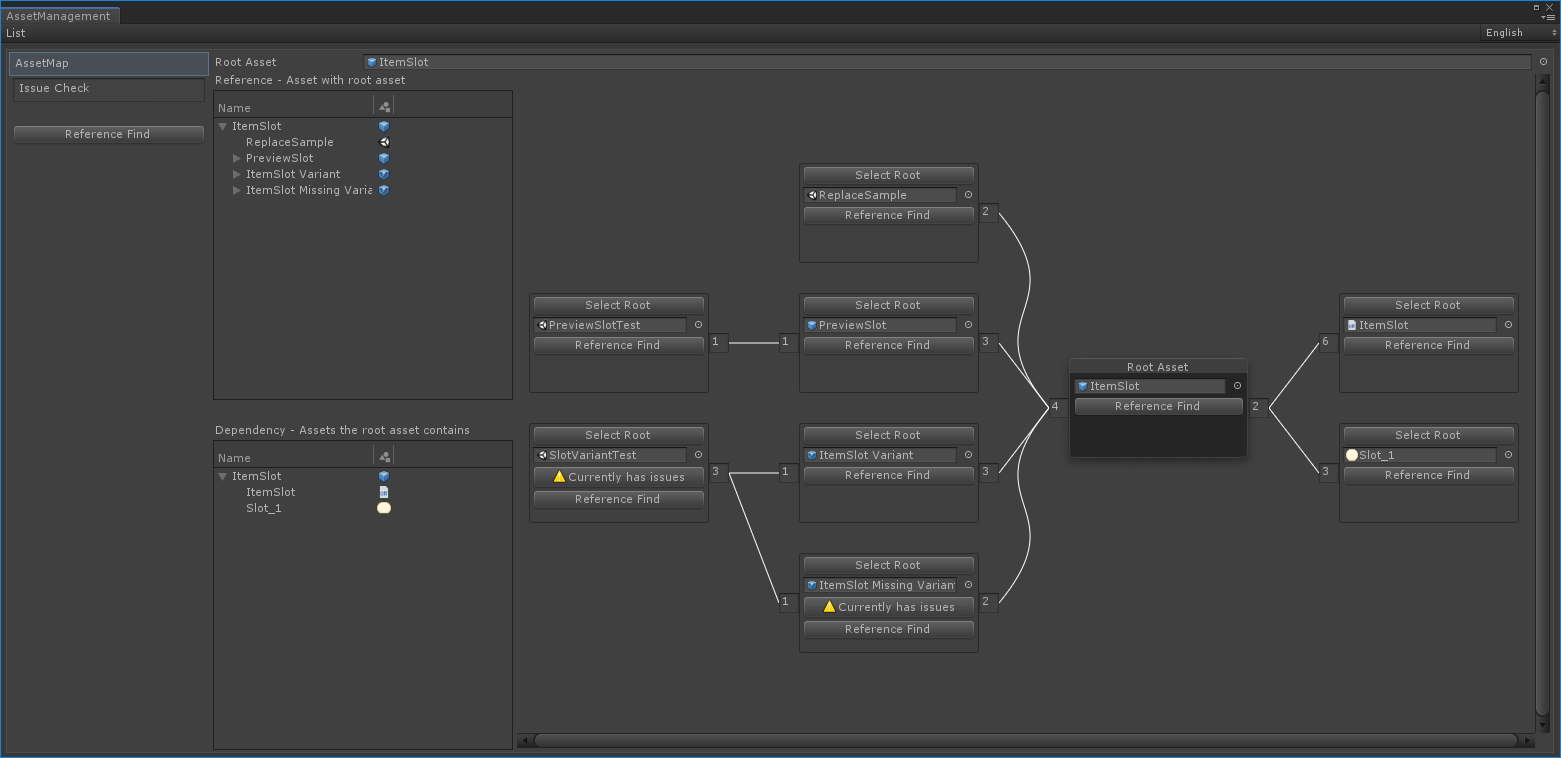 AssetManagement
List
English
AssetMap
Issue Check
Reference Find
Root Asset
ItemSlot
Reference - Asset with root asset
Name
ItemSlot
ReplaceSample
PreviewSlot
ItemSlot Variant
ItemSlot Missing Varia
Dependency - Assets the root asset contains
Name
ItemSlot
ItemSlot
Slot_1
Select Root
PreviewSlotTest
Reference Find
1
Select Root
SlotVariantTest
Currently has issues
Reference Find
3
Select Root
ReplaceSample
Reference Find
2
Select Root
1
PreviewSlot
3
Reference Find
Select Root
1
ItemSlot Variant
3
Reference Find
Select Root
ItemSlot Missing Varian
1
Currently has issues
2
Reference Find
Root Asset
ItemSlot
4
Reference Find
2
Select Root
ItemSlot
6
Reference Find
Select Root
Slot_1
3
Reference Find